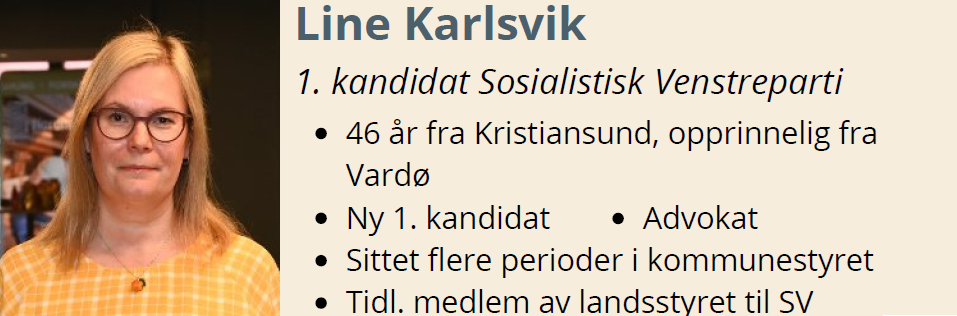 Line Karlsvik
1. kandidat Sosialistisk Venstreparti
• 46 år fra Kristiansund, opprinnelig fra
Vardø
• Ny 1. kandidat • Advokat
• Sittet flere perioder i kommunestyret
• Tidl. medlem av landsstyret til SV